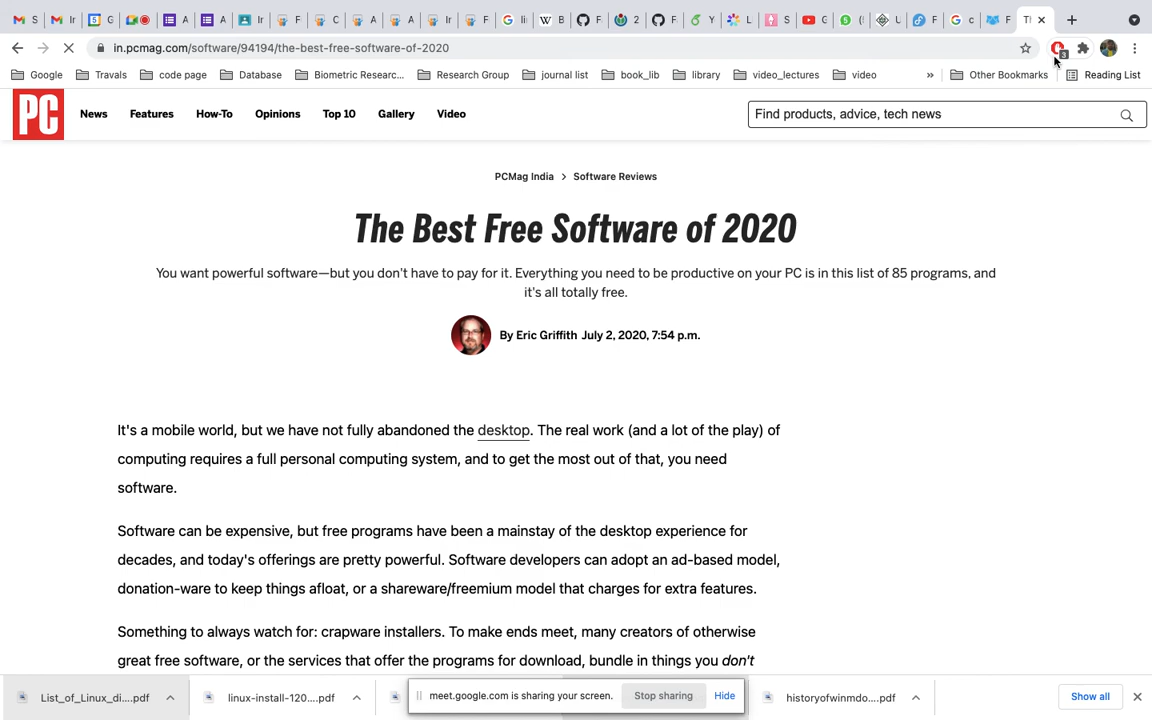 S
Ir
G
A
A
Ir
F
C
A
A
Ir
F
li
B
F
2
F
Y
L
S
G
(
U
F
c
F
Tl
in.pcmag.com/software/94194/the-best-free-software-of-2020
3
Google
Travals
code page
Database
Biometric Researc...
Research Group
journal list
book_lib
library
video_lectures
video
»
Other Bookmarks
Reading List
PC
News
Features
How-To
Opinions
Top 10
Gallery
Video
Find products, advice, tech news
PCMag India > Software Reviews
The Best Free Software of 2020
You want powerful software—but you don't have to pay for it. Everything you need to be productive on your PC is in this list of 85 programs, and
it's all totally free.
By Eric Griffith July 2, 2020, 7:54 p.m.
It's a mobile world, but we have not fully abandoned the desktop. The real work (and a lot of the play) of
computing requires a full personal computing system, and to get the most out of that, you need
software.
Software can be expensive, but free programs have been a mainstay of the desktop experience for
decades, and today's offerings are pretty powerful. Software developers can adopt an ad-based model,
donation-ware to keep things afloat, or a shareware/freemium model that charges for extra features.
Something to always watch for: crapware installers. To make ends meet, many creators of otherwise
great free software, or the services that offer the programs for download, bundle in things you don't
List_of_Linux_di....pdf
linux-install-120....pdf
meet.google.com is sharing your screen.
Stop sharing
Hide
historyofwinmdo....pdf
Show all